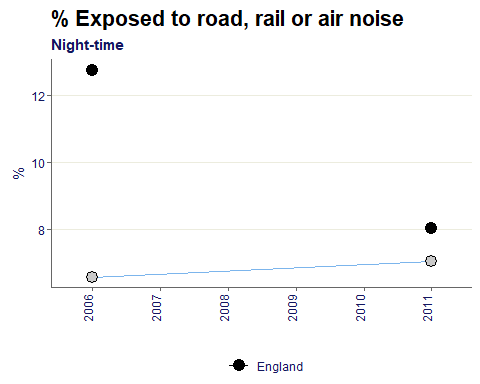 % Exposed to road, rail or air noise
Night-time
%
12
10
8
2006 2007 2008 2009 2010 2011
England